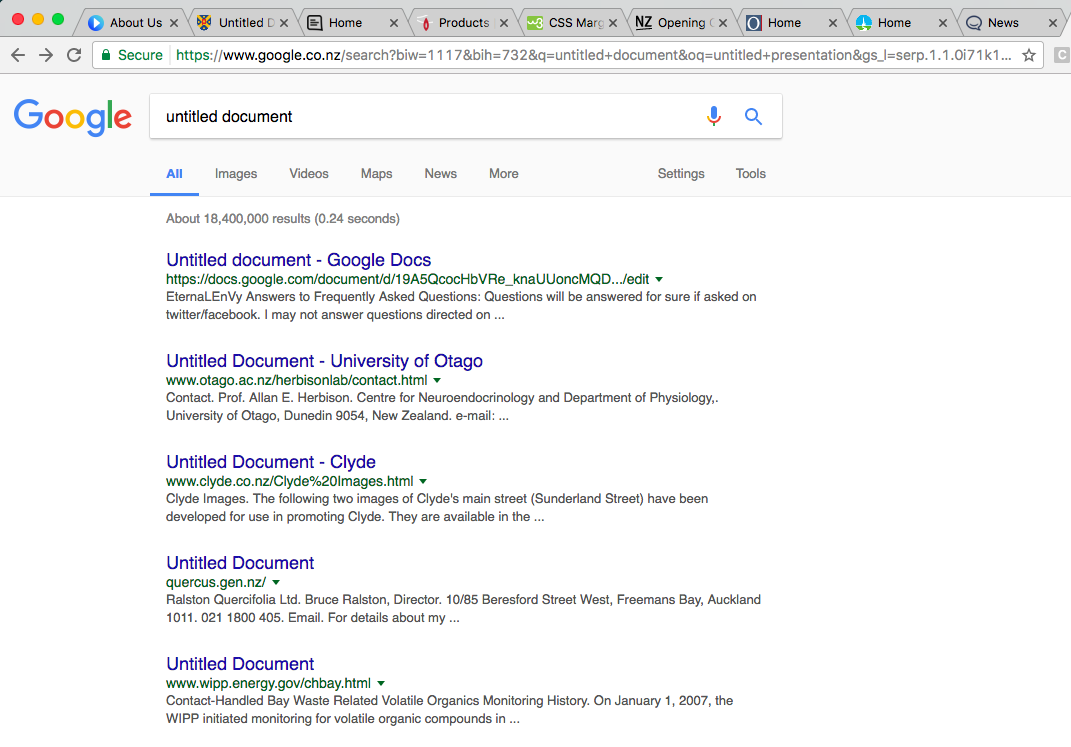 About Us
Untitled D
Home
Products
CSS Marg
NZ Opening
Home
Home
News
Secure https://www.google.co.nz/search?biw=1117&bih=732&q=untitled+document&oq=untitled+presentation&gs_l=serp.1.1.0i71k1...
C
Google
untitled document
All Images Videos Maps News More Settings Tools
About 18,400,000 results (0.24 seconds)
Untitled document - Google Docs
https://docs.google.com/document/d/19A5QcocHbVRe_knaUUoncMQD.../edit
EternaLEnVy Answers to Frequently Asked Questions: Questions will be answered for sure if asked on
twitter/facebook. I may not answer questions directed on ...
Untitled Document - University of Otago
www.otago.ac.nz/herbisonlab/contact.html
Contact. Prof. Allan E. Herbison. Centre for Neuroendocrinology and Department of Physiology,.
University of Otago, Dunedin 9054, New Zealand. e-mail: ...
Untitled Document - Clyde
www.clyde.co.nz/Clyde%20Images.html
Clyde Images. The following two images of Clyde's main street (Sunderland Street) have been
developed for use in promoting Clyde. They are available in the ...
Untitled Document
quercus.gen.nz/
Ralston Quercifolia Ltd. Bruce Ralston, Director. 10/85 Beresford Street West, Freemans Bay, Auckland
1011. 021 1800 405. Email. For details about my ...
Untitled Document
www.wipp.energy.gov/chbay.html
Contact-Handled Bay Waste Related Volatile Organics Monitoring History. On January 1, 2007, the
WIPP initiated monitoring for volatile organic compounds in ...